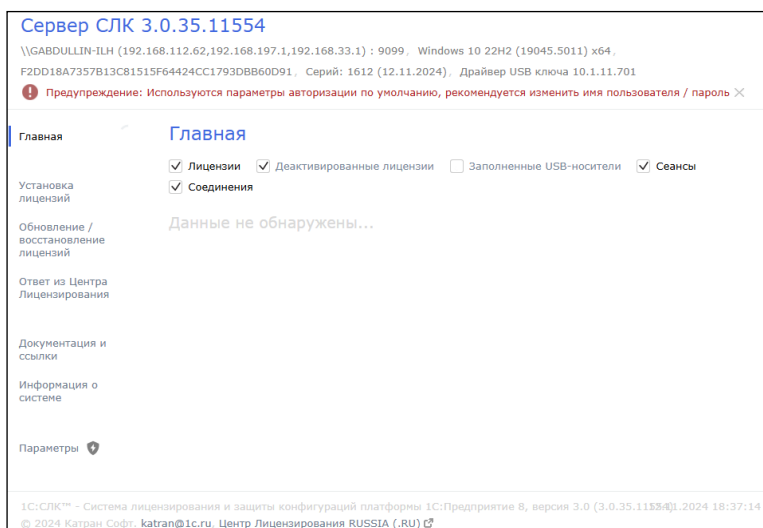 Сервер СЛК 3.0.35.11554
\\GABDULLIN-ILH (192.168.112.62,192.168.197.1,192.168.33.1) : 9099, Windows 10 22H2 (19045.5011) x64,
F2DD18A7357B13C81515F64424CC1793DBB60D91, Серий: 1612 (12.11.2024), Драйвер USB ключа 10.1.11.701
Предупреждение: Используются параметры авторизации по умолчанию, рекомендуется изменить имя пользователя / пароль
Главная
Установка
лицензий
Обновление /
восстановление
лицензий
Ответ из Центра
Лицензирования
Документация и
ссылки
Информация о
системе
Параметры
Главная
Лицензии Деактивированные лицензии Заполненные USB-носители Сеансы
Соединения
Данные не обнаружены...
1С:СЛК™ - Система лицензирования и защиты конфигураций платформы 1С:Предприятие 8, версия 3.0 (3.0.35.11554) 18:37:14
© 2024 Катран Софт, katran@1c.ru, Центр Лицензирования RUSSIA (.RU)